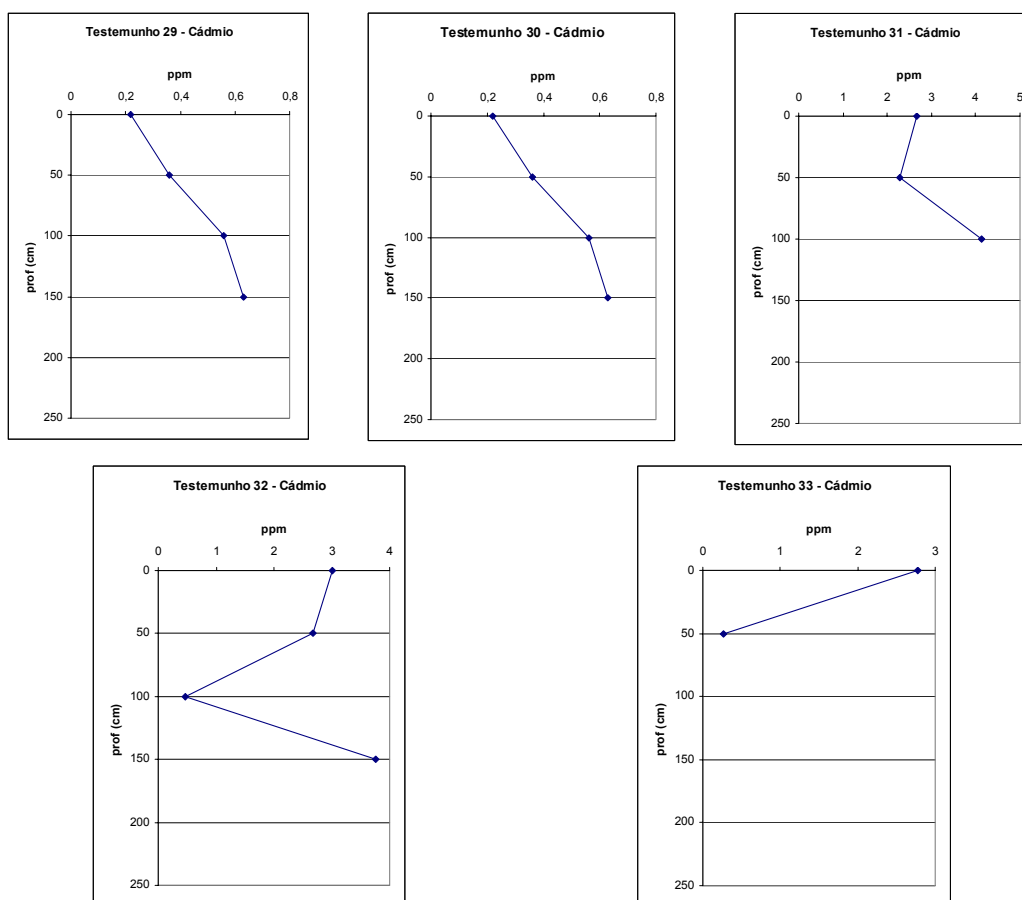 Testemunho 29 - Cádmio
ppm
0 0,2 0,4 0,6 0,8
0
50
100
150
200
250
prof (cm)
Testemunho 30 - Cádmio
ppm
0 0,2 0,4 0,6 0,8
0
50
100
150
200
250
prof (cm)
Testemunho 31 - Cádmio
ppm
0 1 2 3 4 5
0
50
100
150
200
250
prof (cm)
Testemunho 32 - Cádmio
ppm
0 1 2 3 4
0
50
100
150
200
250
prof (cm)
Testemunho 33 - Cádmio
ppm
0 1 2 3
0
50
100
150
200
250
prof (cm)